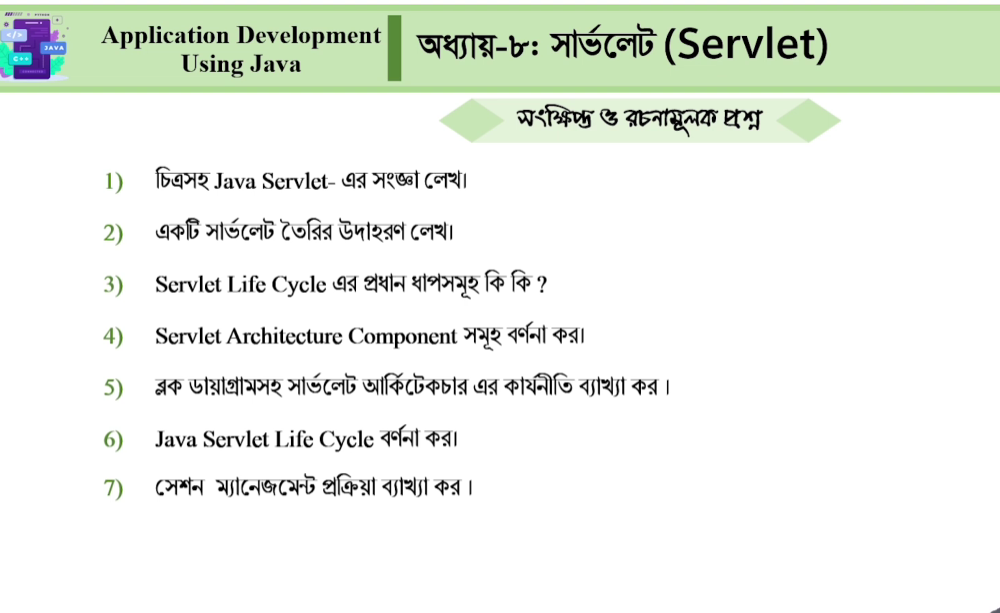 Application Development
Using Java
অধ্যায়-৮: সার্ভলেট (Servlet)
</>
JAVA
C++
সংক্ষিপ্ত ও রচনামূলক প্রশ্ন
1) চিত্রসহ Java Servlet- এর সংজ্ঞা লেখ।
2) একটি সার্ভলেট তৈরির উদাহরণ লেখ।
3) Servlet Life Cycle এর প্রধান ধাপসমূহ কি কি ?
4) Servlet Architecture Component সমূহ বর্ণনা কর।
5) ব্লক ডায়াগ্রামসহ সার্ভলেট আর্কিটেকচার এর কার্যনীতি ব্যাখ্যা কর ।
6) Java Servlet Life Cycle বর্ণনা কর।
7) সেশন ম্যানেজমেন্ট প্রক্রিয়া ব্যাখ্যা কর ।